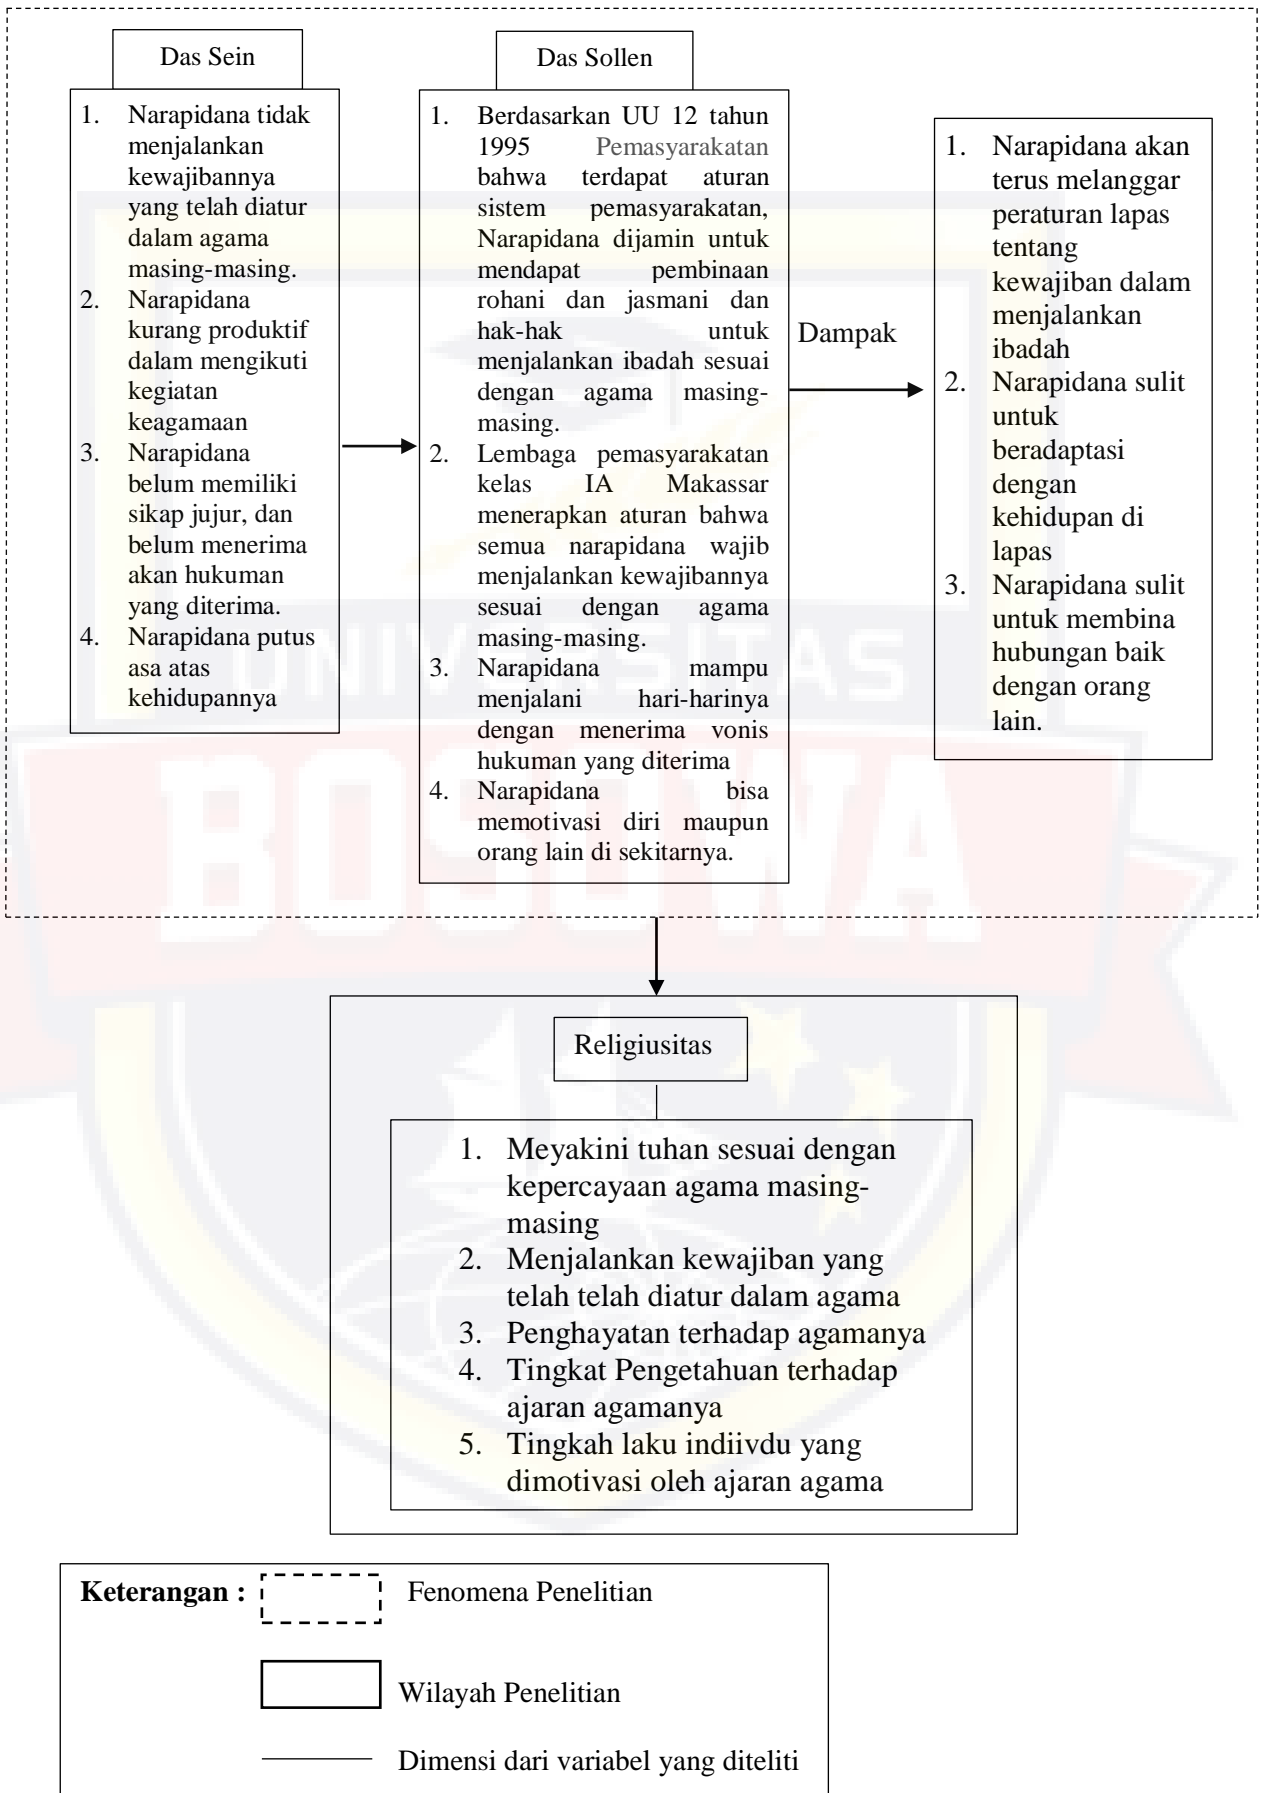 Das Sein
1. Narapidana tidak
menjalankan
kewajibannya
yang telah diatur
dalam agama
masing-masing.
2. Narapidana
kurang produktif
dalam mengikuti
kegiatan
keagamaan
3. Narapidana
belum memiliki
sikap jujur, dan
belum menerima
akan hukuman
yang diterima.
4. Narapidana putus
asa atas
kehidupannya
Das Sollen
1. Berdasarkan UU 12 tahun
1995 Pemasyarakatan
bahwa terdapat aturan
sistem pemasyarakatan,
Narapidana dijamin untuk
mendapat pembinaan
rohani dan jasmani dan
hak-hak untuk
menjalankan ibadah sesuai
dengan agama masing-
masing.
2. Lembaga pemasyarakatan
kelas IA Makassar
menerapkan aturan bahwa
semua narapidana wajib
menjalankan kewajibannya
sesuai dengan agama
masing-masing.
3. Narapidana mampu
menjalani hari-harinya
dengan menerima vonis
hukuman yang diterima
4. Narapidana bisa
memotivasi diri maupun
orang lain di sekitarnya.
Dampak
1. Narapidana akan
terus melanggar
peraturan lapas
tentang
kewajiban dalam
menjalankan
ibadah
2. Narapidana sulit
untuk
beradaptasi
dengan
kehidupan di
lapas
3. Narapidana sulit
untuk membina
hubungan baik
dengan orang
lain.
UNIVERSITAS
BOSOWA
Religiusitas
1. Meyakini tuhan sesuai dengan
kepercayaan agama masing-
masing
2. Menjalankan kewajiban yang
telah telah diatur dalam agama
3. Penghayatan terhadap agamanya
4. Tingkat Pengetahuan terhadap
ajaran agamanya
5. Tingkah laku indiivdu yang
dimotivasi oleh ajaran agama
Keterangan :
Fenomena Penelitian
Wilayah Penelitian
Dimensi dari variabel yang diteliti